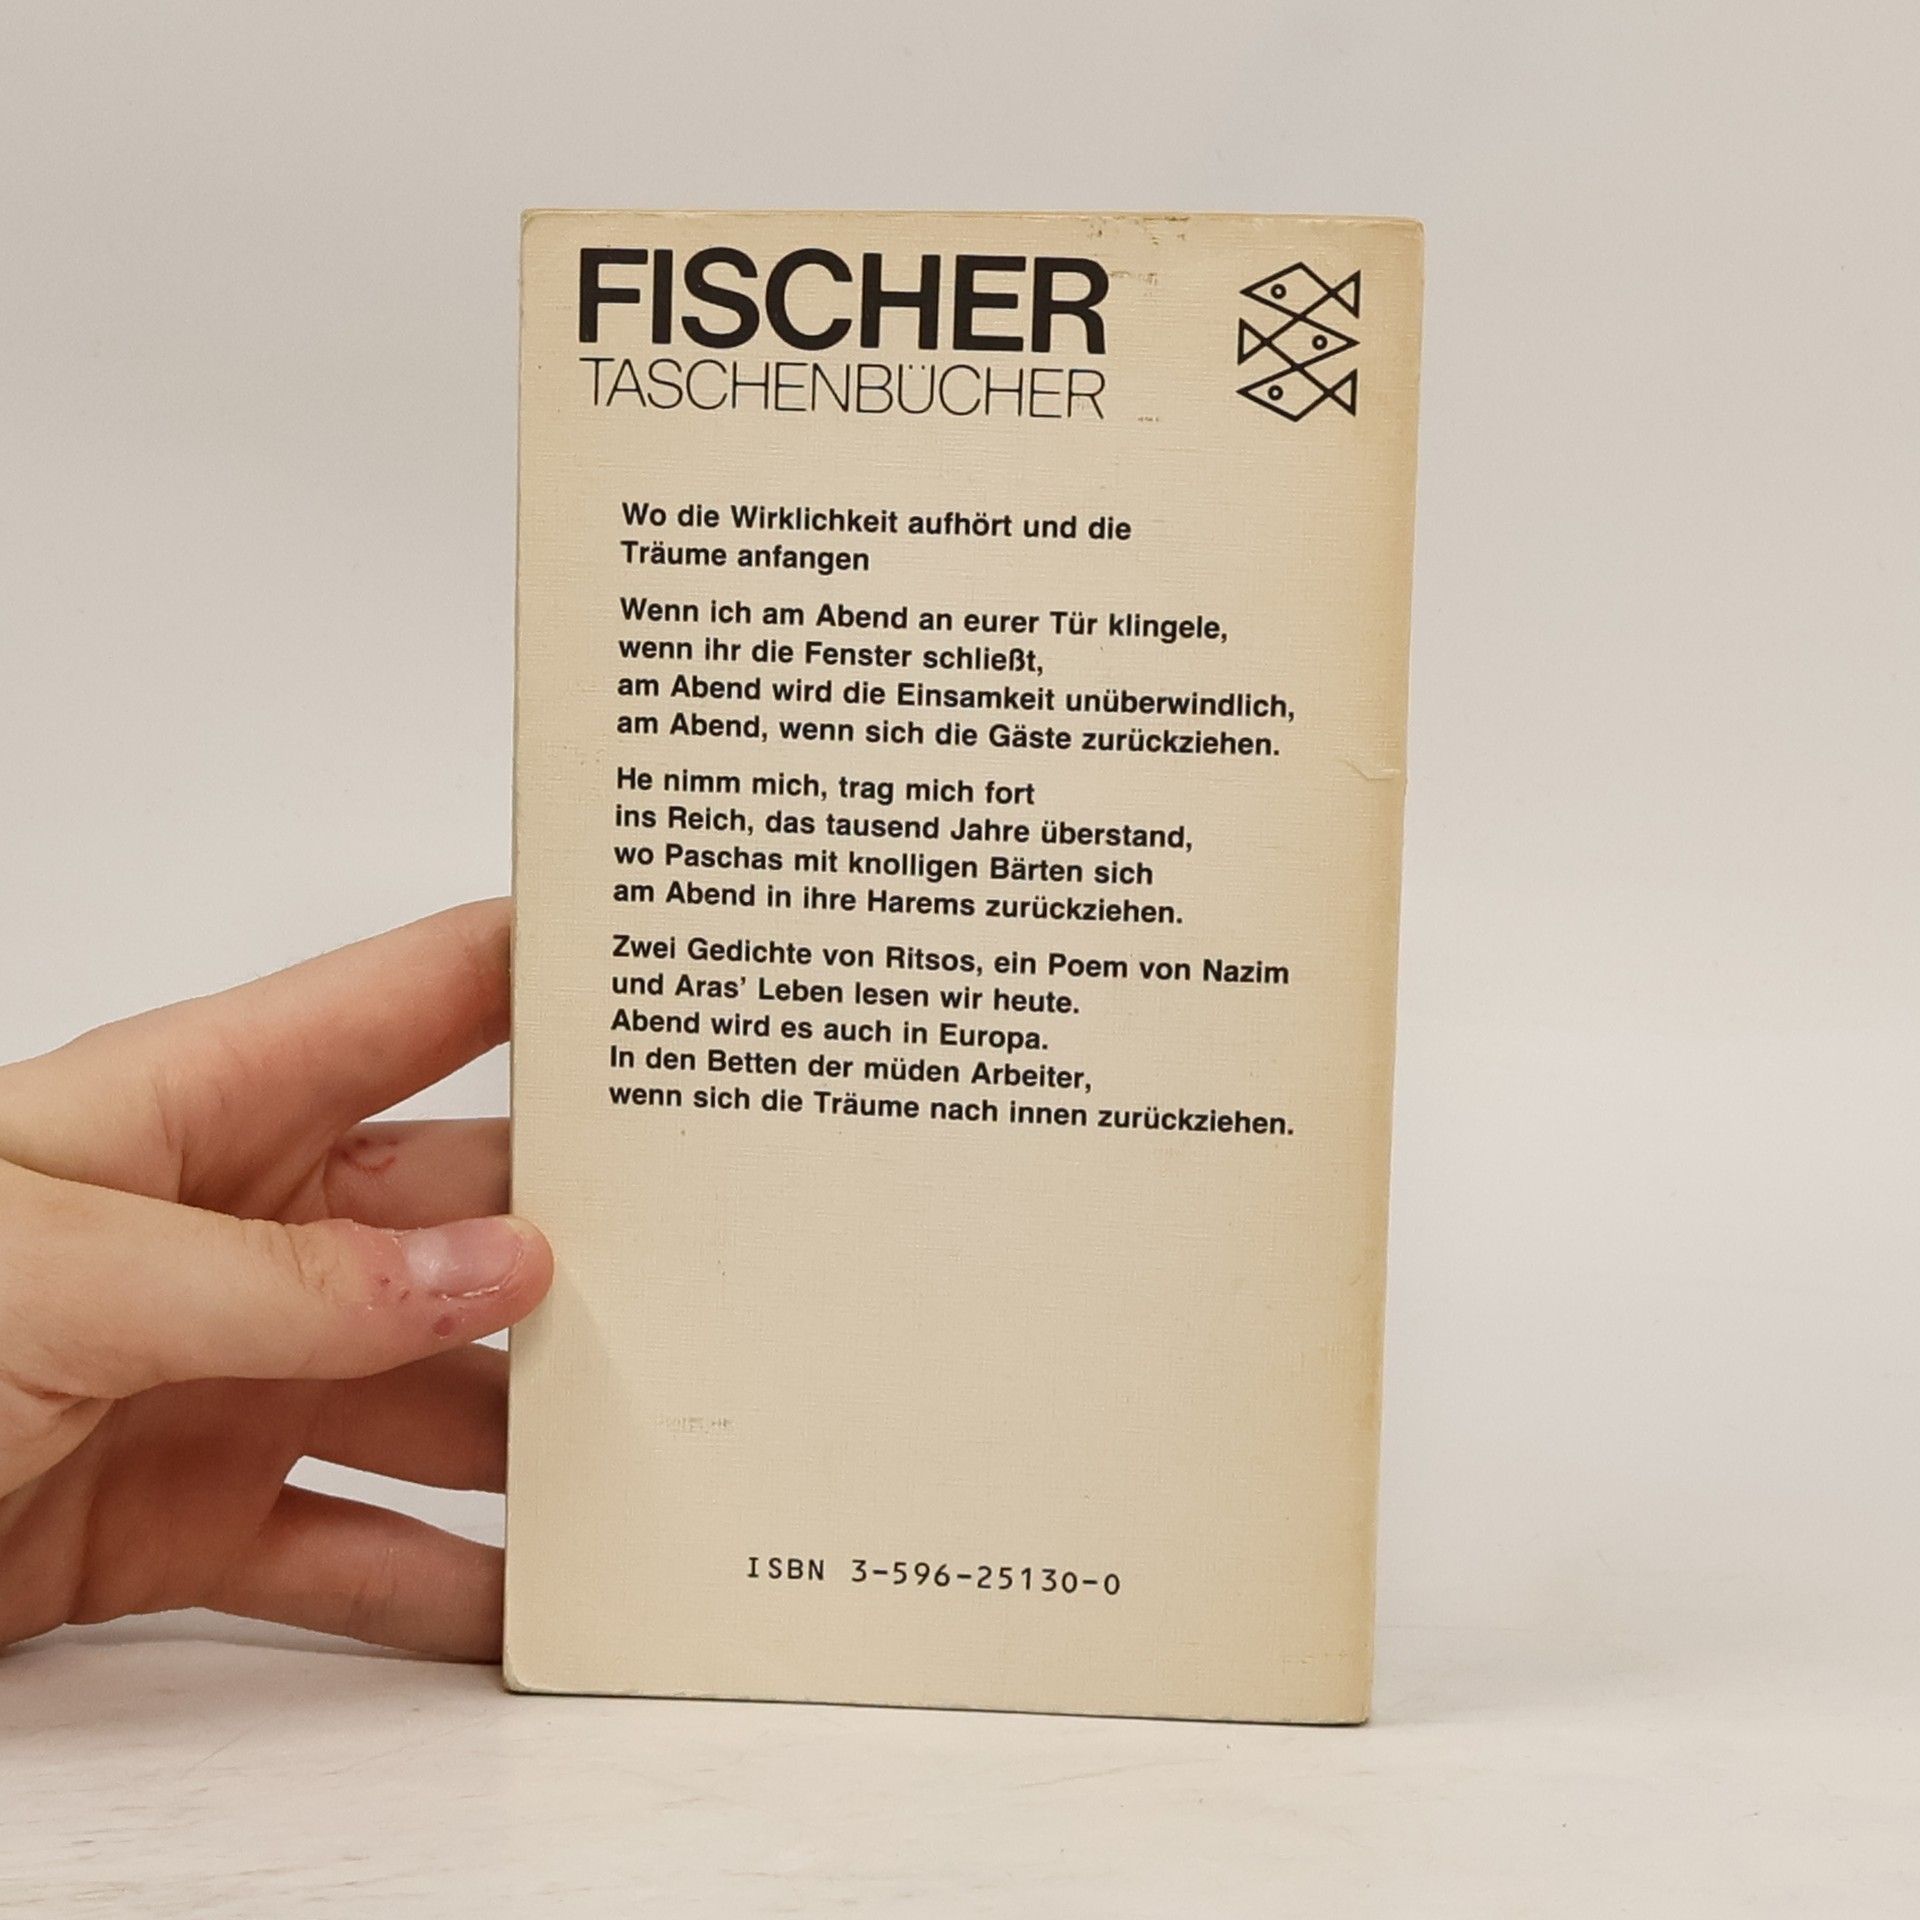 FISCHER
TASCHENBÜCHER
Wo die Wirklichkeit aufhört und die
Träume anfangen
Wenn ich am Abend an eurer Tür klingele,
wenn ihr die Fenster schließt,
am Abend wird die Einsamkeit unüberwindlich,
am Abend, wenn sich die Gäste zurückziehen.
He nimm mich, trag mich fort
ins Reich, das tausend Jahre überstand,
wo Paschas mit knolligen Bärten sich
am Abend in ihre Harems zurückziehen.
Zwei Gedichte von Ritsos, ein Poem von Nazim
und Aras’ Leben lesen wir heute.
Abend wird es auch in Europa.
In den Betten der müden Arbeiter,
wenn sich die Träume nach innen zurückziehen.
ISBN 3-596-25130-0